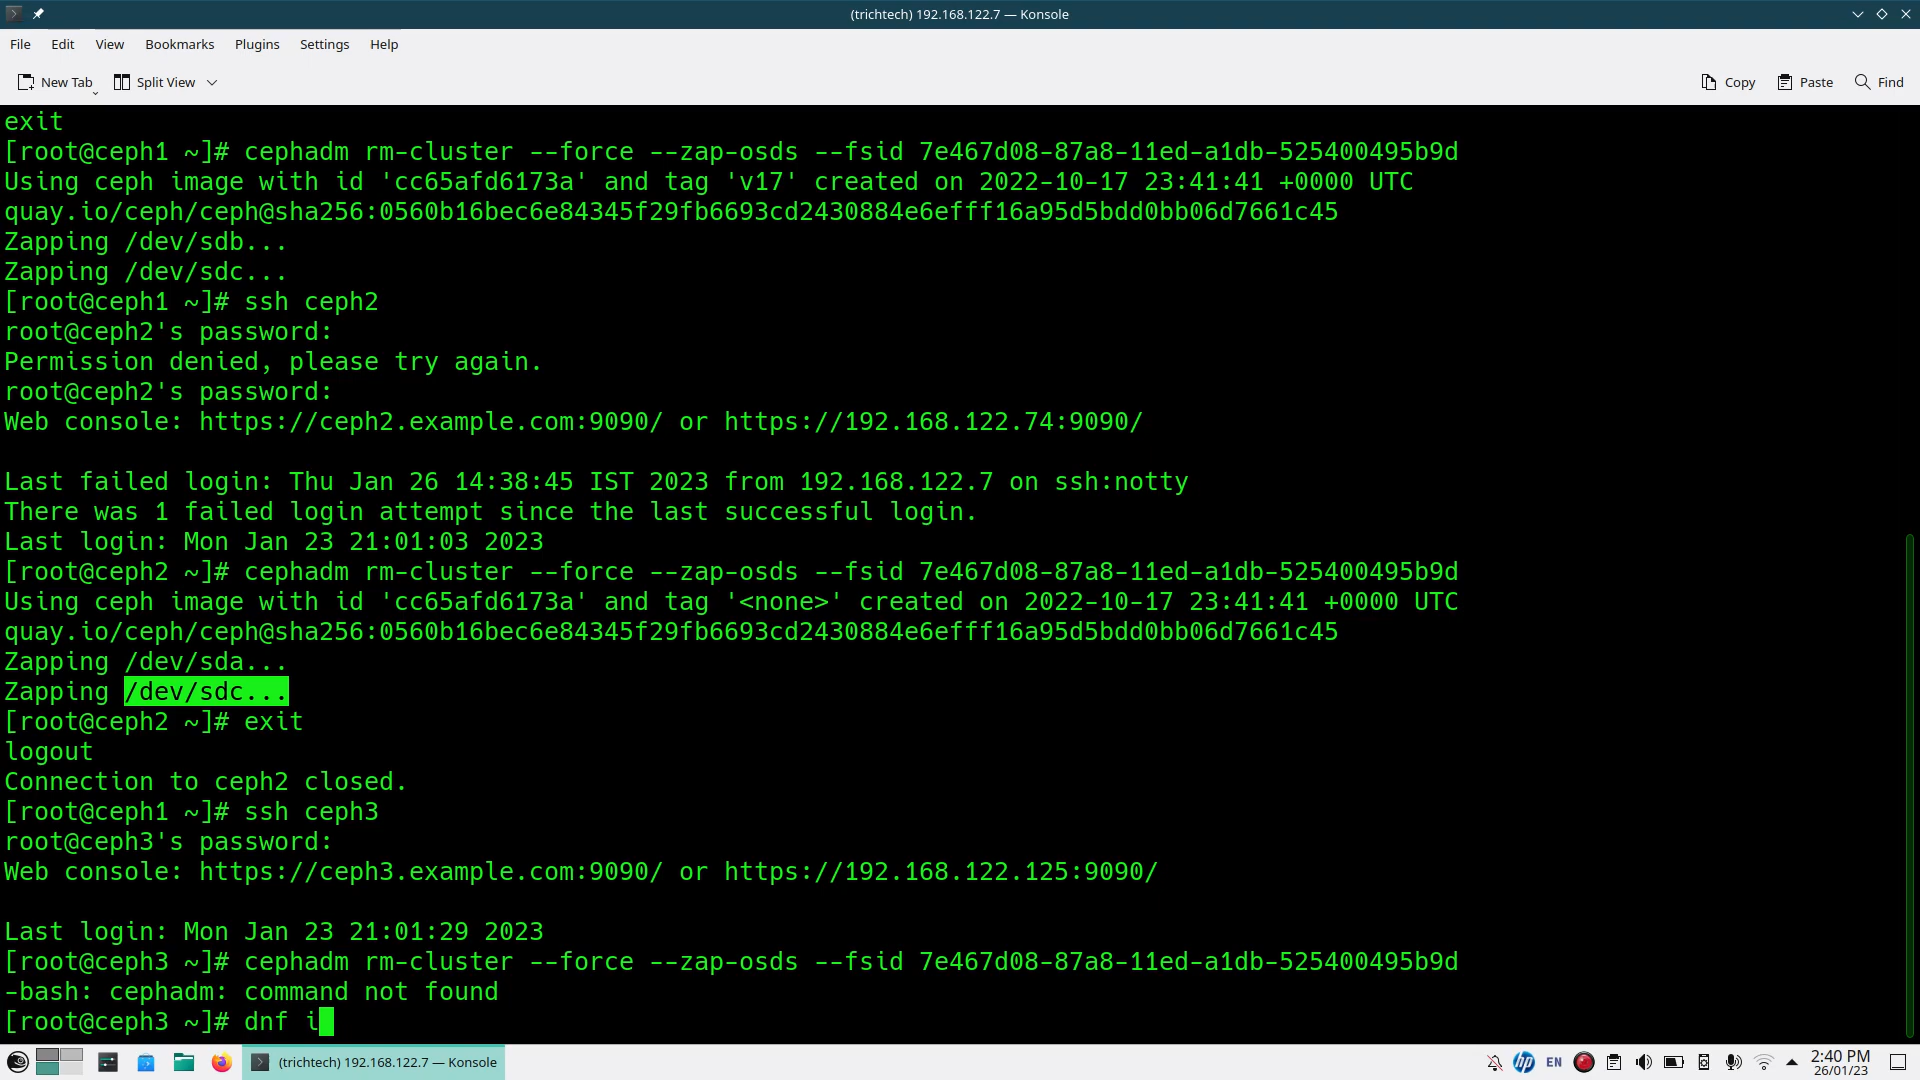 (trichtech) 192.168.122.7 — Konsole
File Edit View Bookmarks Plugins Settings Help
New Tab Split View Copy Paste Find
exit
[root@ceph1 ~]# cephadm rm-cluster --force --zap-osds --fsid 7e467d08-87a8-11ed-a1db-525400495b9d
Using ceph image with id 'cc65afd6173a' and tag 'v17' created on 2022-10-17 23:41:41 +0000 UTC
quay.io/ceph/ceph@sha256:0560b16bec6e84345f29fb6693cd2430884e6efff16a95d5bdd0bb06d7661c45
Zapping /dev/sdb...
Zapping /dev/sdc...
[root@ceph1 ~]# ssh ceph2
root@ceph2's password:
Permission denied, please try again.
root@ceph2's password:
Web console: https://ceph2.example.com:9090/ or https://192.168.122.74:9090/
Last failed login: Thu Jan 26 14:38:45 IST 2023 from 192.168.122.7 on ssh:notty
There was 1 failed login attempt since the last successful login.
Last login: Mon Jan 23 21:01:03 2023
[root@ceph2 ~]# cephadm rm-cluster --force --zap-osds --fsid 7e467d08-87a8-11ed-a1db-525400495b9d
Using ceph image with id 'cc65afd6173a' and tag '<none>' created on 2022-10-17 23:41:41 +0000 UTC
quay.io/ceph/ceph@sha256:0560b16bec6e84345f29fb6693cd2430884e6efff16a95d5bdd0bb06d7661c45
Zapping /dev/sda...
Zapping /dev/sdc...
[root@ceph2 ~]# exit
logout
Connection to ceph2 closed.
[root@ceph1 ~]# ssh ceph3
root@ceph3's password:
Web console: https://ceph3.example.com:9090/ or https://192.168.122.125:9090/
Last login: Mon Jan 23 21:01:29 2023
[root@ceph3 ~]# cephadm rm-cluster --force --zap-osds --fsid 7e467d08-87a8-11ed-a1db-525400495b9d
-bash: cephadm: command not found
[root@ceph3 ~]# dnf i
(trichtech) 192.168.122.7 — Konsole hp EN 2:40 PM
26/01/23